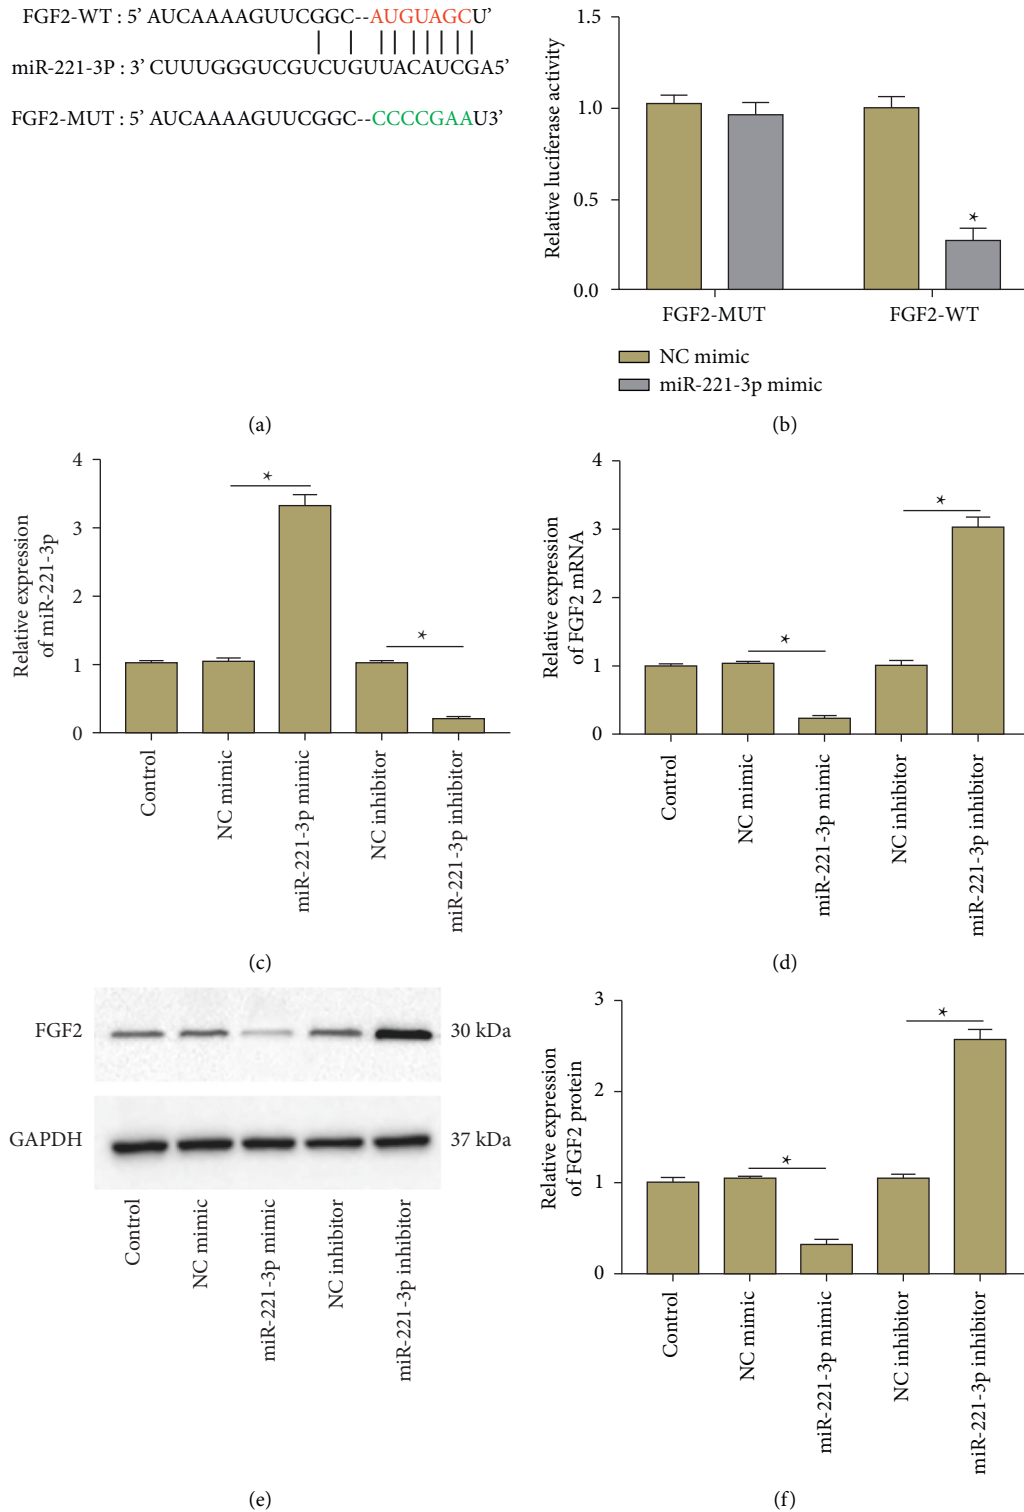 FGF2-WT : 5’ AUCAAAAGUUCGGC--AUGUAGCU’
miR-221-3P : 3’ CUUUGGGUCGUCUGUUACAUCGA5’
FGF2-MUT : 5’ AUCAAAAGUUCGGC--CCCCGAAU3’
(a)
Relative luciferase activity
1.5
1.0
0.5
0.0
*
FGF2-MUT
FGF2-WT
NC mimic
miR-221-3p mimic
(b)
Relative expression
of miR-221-3p
4
3
2
1
0
*
*
Control
NC mimic
miR-221-3p mimic
NC inhibitor
miR-221-3p inhibitor
(c)
Relative expression
of FGF2 mRNA
4
3
2
1
0
*
*
Control
NC mimic
miR-221-3p mimic
NC inhibitor
miR-221-3p inhibitor
(d)
FGF2
30 kDa
GAPDH
37 kDa
Control
NC mimic
miR-221-3p mimic
NC inhibitor
miR-221-3p inhibitor
(e)
Relative expression
of FGF2 protein
3
2
1
0
*
*
Control
NC mimic
miR-221-3p mimic
NC inhibitor
miR-221-3p inhibitor
(f)